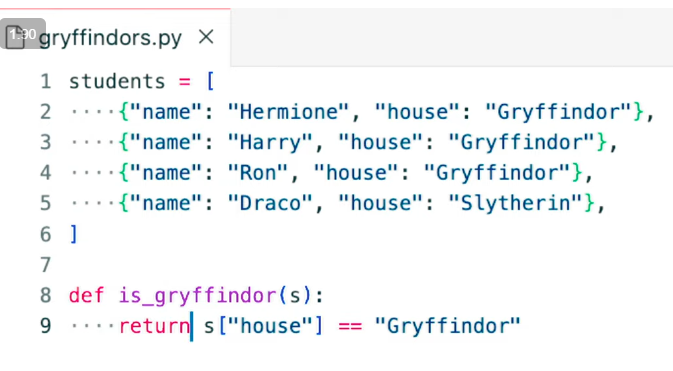 1.90
gryffindors.py ×
1 students = [
2 ····{"name": "Hermione", "house": "Gryffindor"},
3 ····{"name": "Harry", "house": "Gryffindor"},
4 ····{"name": "Ron", "house": "Gryffindor"},
5 ····{"name": "Draco", "house": "Slytherin"},
6 ]
7
8 def is_gryffindor(s):
9 ····return s["house"] == "Gryffindor"